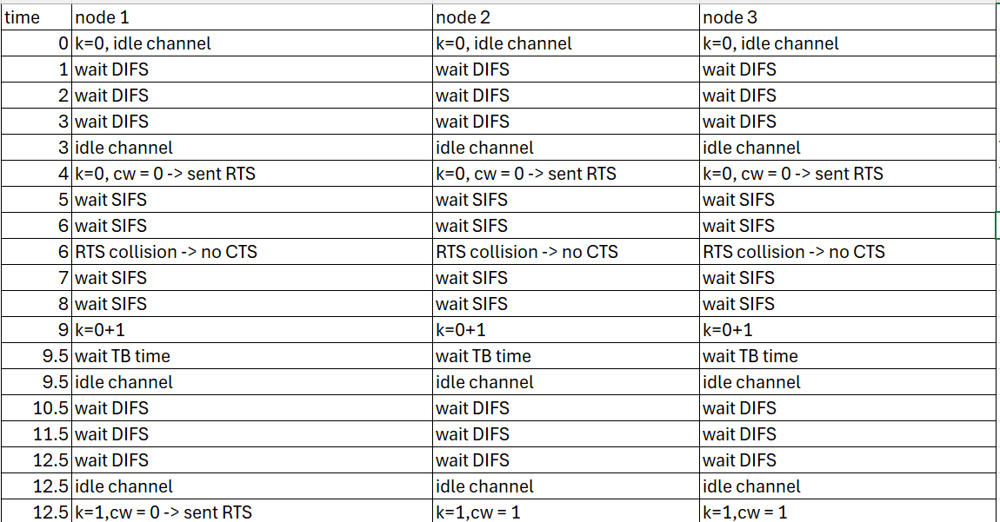 time node 1 node 2 node 3
0 k=0, idle channel k=0, idle channel k=0, idle channel
1 wait DIFS wait DIFS wait DIFS
2 wait DIFS wait DIFS wait DIFS
3 wait DIFS wait DIFS wait DIFS
3 idle channel idle channel idle channel
4 k=0, cw = 0 -> sent RTS k=0, cw = 0 -> sent RTS k=0, cw = 0 -> sent RTS
5 wait SIFS wait SIFS wait SIFS
6 wait SIFS wait SIFS wait SIFS
6 RTS collision -> no CTS RTS collision -> no CTS RTS collision -> no CTS
7 wait SIFS wait SIFS wait SIFS
8 wait SIFS wait SIFS wait SIFS
9 k=0+1 k=0+1 k=0+1
9.5 wait TB time wait TB time wait TB time
9.5 idle channel idle channel idle channel
10.5 wait DIFS wait DIFS wait DIFS
11.5 wait DIFS wait DIFS wait DIFS
12.5 wait DIFS wait DIFS wait DIFS
12.5 idle channel idle channel idle channel
12.5 k=1,cw = 0 -> sent RTS k=1,cw = 1 k=1,cw = 1